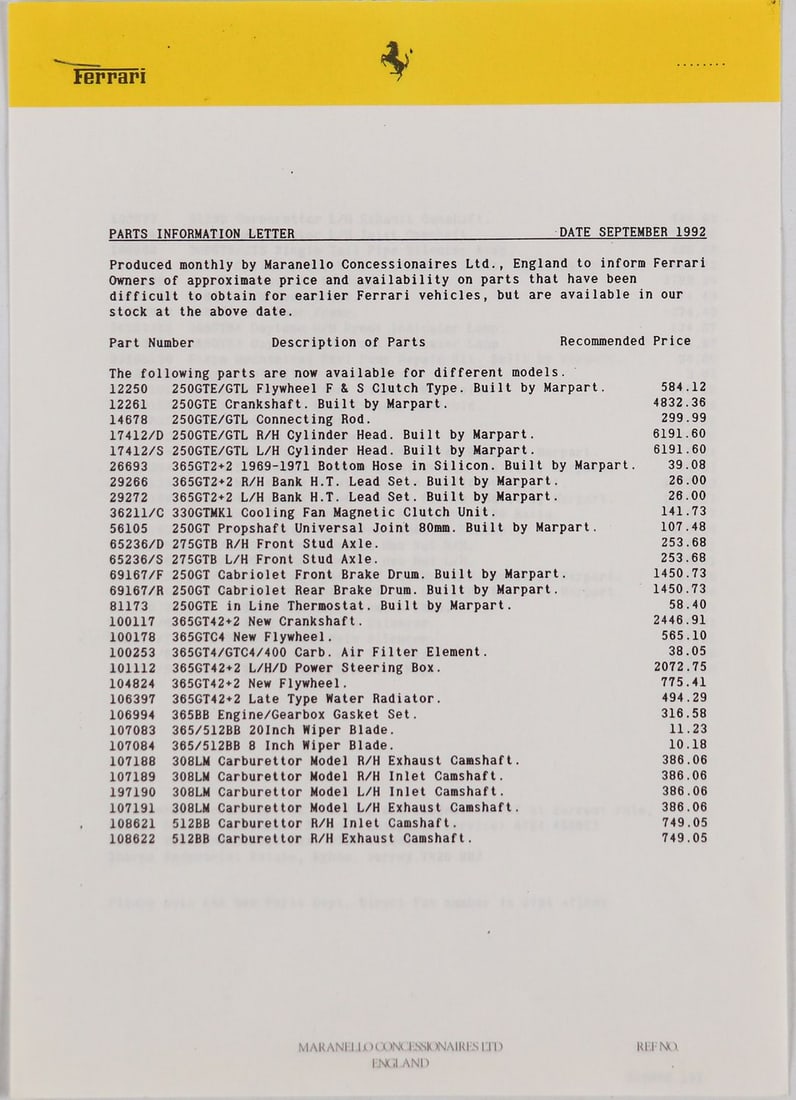 Ferrari
PARTS INFORMATION LETTER DATE SEPTEMBER 1992
Produced monthly by Maranello Concessionaires Ltd., England to inform Ferrari
Owners of approximate price and availability on parts that have been
difficult to obtain for earlier Ferrari vehicles, but are available in our
stock at the above date.
Part Number Description of Parts Recommended Price
The following parts are now available for different models.
12250 250GTE/GTL Flywheel F & S Clutch Type. Built by Marpart. 584.12
12261 250GTE Crankshaft. Built by Marpart. 4832.36
14678 250GTE/GTL Connecting Rod. 299.99
17412/D 250GTE/GTL R/H Cylinder Head. Built by Marpart. 6191.60
17412/S 250GTE/GTL L/H Cylinder Head. Built by Marpart. 6191.60
26693 365GT2+2 1969-1971 Bottom Hose in Silicon. Built by Marpart. 39.08
29266 365GT2+2 R/H Bank H.T. Lead Set. Built by Marpart. 26.00
29272 365GT2+2 L/H Bank H.T. Lead Set. Built by Marpart. 26.00
36211/C 330GTMK1 Cooling Fan Magnetic Clutch Unit. 141.73
56105 250GT Propshaft Universal Joint 80mm. Built by Marpart. 107.48
65236/D 275GTB R/H Front Stud Axle. 253.68
65236/S 275GTB L/H Front Stud Axle. 253.68
69167/F 250GT Cabriolet Front Brake Drum. Built by Marpart. 1450.73
69167/R 250GT Cabriolet Rear Brake Drum. Built by Marpart. 1450.73
81173 250GTE in Line Thermostat. Built by Marpart. 58.40
100117 365GT42+2 New Crankshaft. 2446.91
100178 365GTC4 New Flywheel. 565.10
100253 365GT4/GTC4/400 Carb. Air Filter Element. 38.05
101112 365GT42+2 L/H/D Power Steering Box. 2072.75
104824 365GT42+2 New Flywheel. 775.41
106397 365GT42+2 Late Type Water Radiator. 494.29
106994 365BB Engine/Gearbox Gasket Set. 316.58
107083 365/512BB 20Inch Wiper Blade. 11.23
107084 365/512BB 8 Inch Wiper Blade. 10.18
107188 308LM Carburettor Model R/H Exhaust Camshaft. 386.06
107189 308LM Carburettor Model R/H Inlet Camshaft. 386.06
197190 308LM Carburettor Model L/H Inlet Camshaft. 386.06
107191 308LM Carburettor Model L/H Exhaust Camshaft. 386.06
108621 512BB Carburettor R/H Inlet Camshaft. 749.05
108622 512BB Carburettor R/H Exhaust Camshaft. 749.05
MARANELLO CONCESSIONAIRES LTD REF NO.
ENGLAND